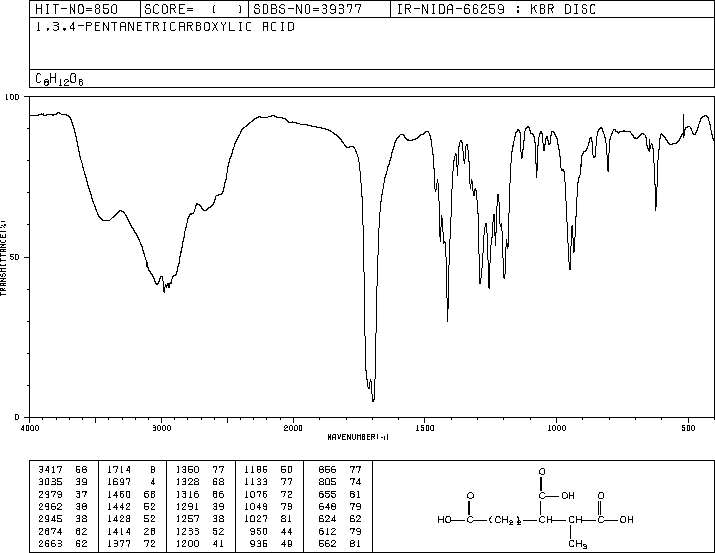 HIT-NO=850 SCORE= ( ) SDBS-NO=39377 IR-NIDA-66259 : KBR DISC
1,3,4-PENTANETRICARBOXYLIC ACID
C8H12O6
100
TRANSMITTANCE(%)
50
0
4000 3000 2000 1500 1000 500
WAVENUMBER(-1)
3417 58 1714 8 1350 77 1186 50 856 77
3035 39 1697 4 1328 68 1133 77 805 74
2979 37 1460 68 1316 66 1076 72 655 81
2962 38 1442 52 1291 39 1049 79 648 79
2945 38 1428 52 1257 38 1027 81 624 62
2674 62 1414 28 1233 52 950 44 612 79
2663 62 1377 72 1200 41 936 49 562 81
O
O C—OH O
HO—C—(CH2)2—CH—CH—C—OH
CH3